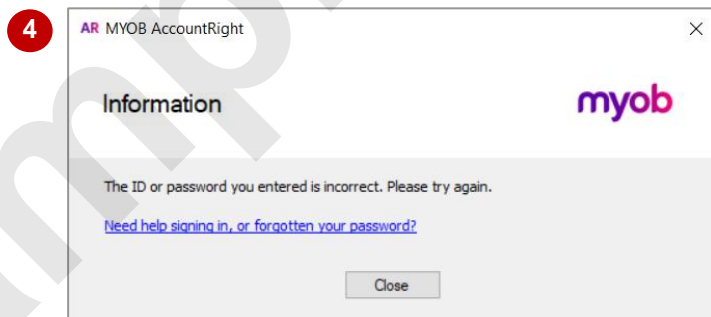 4
AR MYOB AccountRight
Information
myob
The ID or password you entered is incorrect. Please try again.
Need help signing in, or forgotten your password?
Close